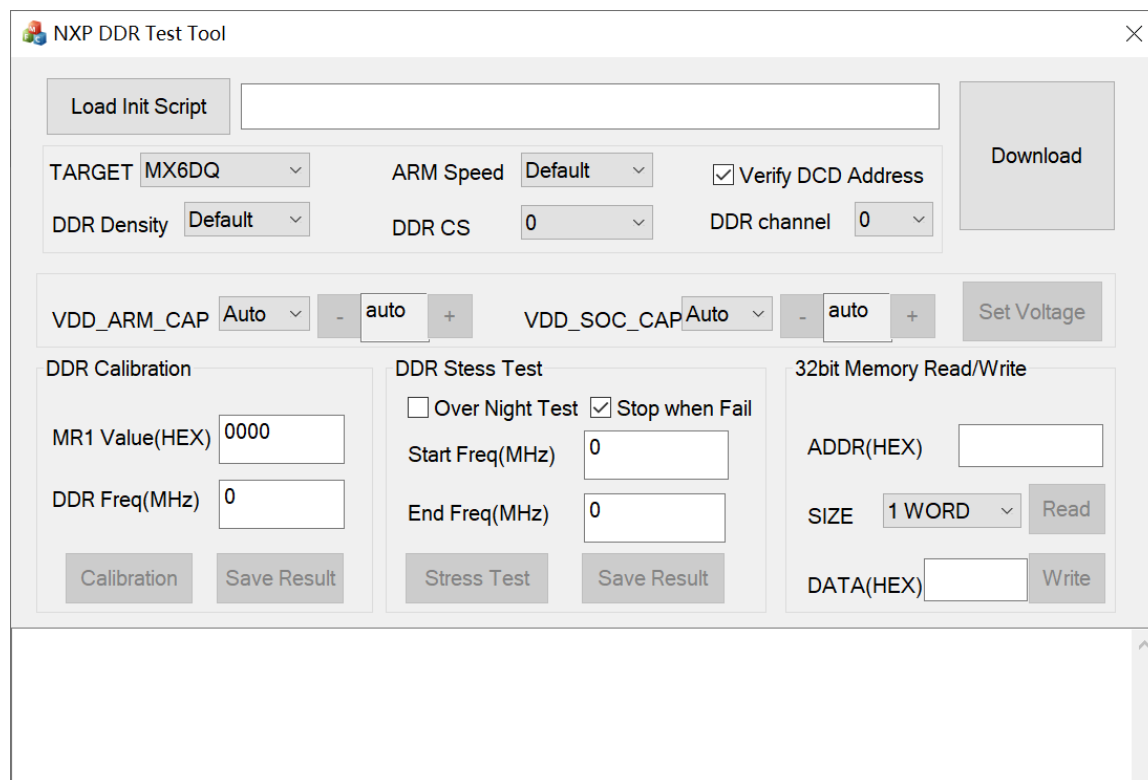 NXP DDR Test Tool
Load Init Script
Download
TARGET MX6DQ ARM Speed Default Verify DCD Address
DDR Density Default DDR CS 0 DDR channel 0
VDD_ARM_CAP Auto - auto + VDD_SOC_CAP Auto - auto + Set Voltage
DDR Calibration
MR1 Value(HEX) 0000
DDR Freq(MHz) 0
Calibration Save Result
DDR Stess Test
Over Night Test Stop when Fail
Start Freq(MHz) 0
End Freq(MHz) 0
Stress Test Save Result
32bit Memory Read/Write
ADDR(HEX)
SIZE 1 WORD Read
DATA(HEX) Write